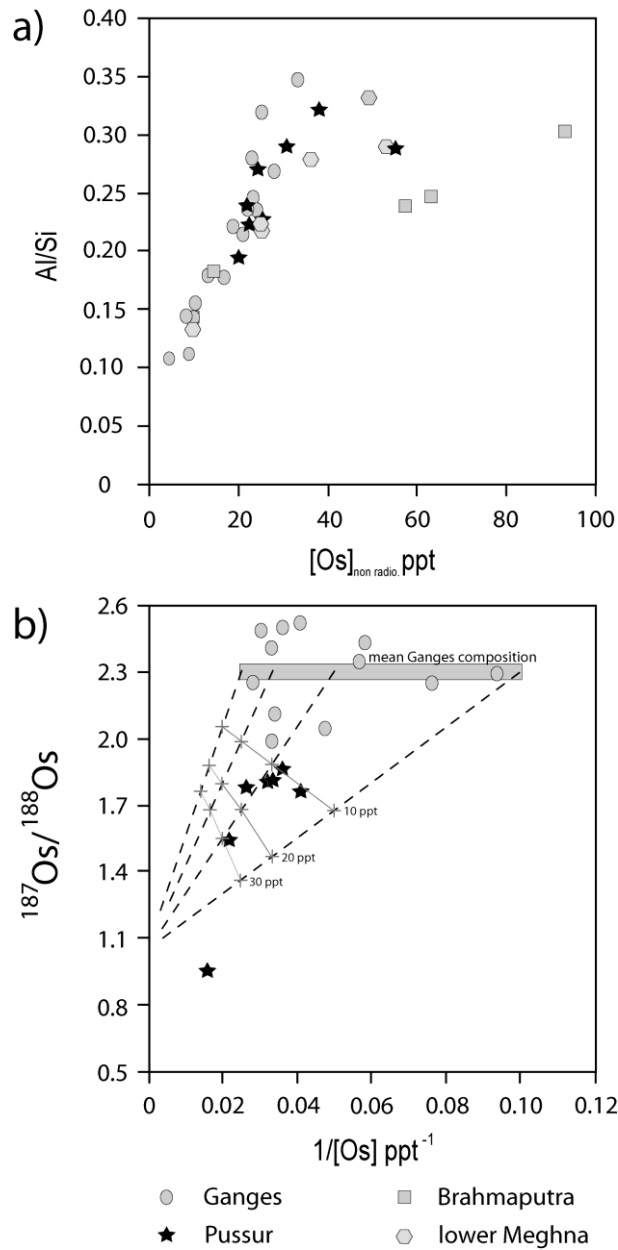 a)
0.40
0.35
0.30
0.25
0.20
0.15
0.10
0.05
0
Al/Si
0 20 40 60 80 100
[Os]non radio. ppt
b)
2.6
2.3
2.0
1.7
1.4
1.1
0.8
0.5
187Os/188Os
mean Ganges composition
10 ppt
20 ppt
30 ppt
0 0.02 0.04 0.06 0.08 0.10 0.12
1/[Os] ppt-1
Ganges Brahmaputra
Pussur lower Meghna